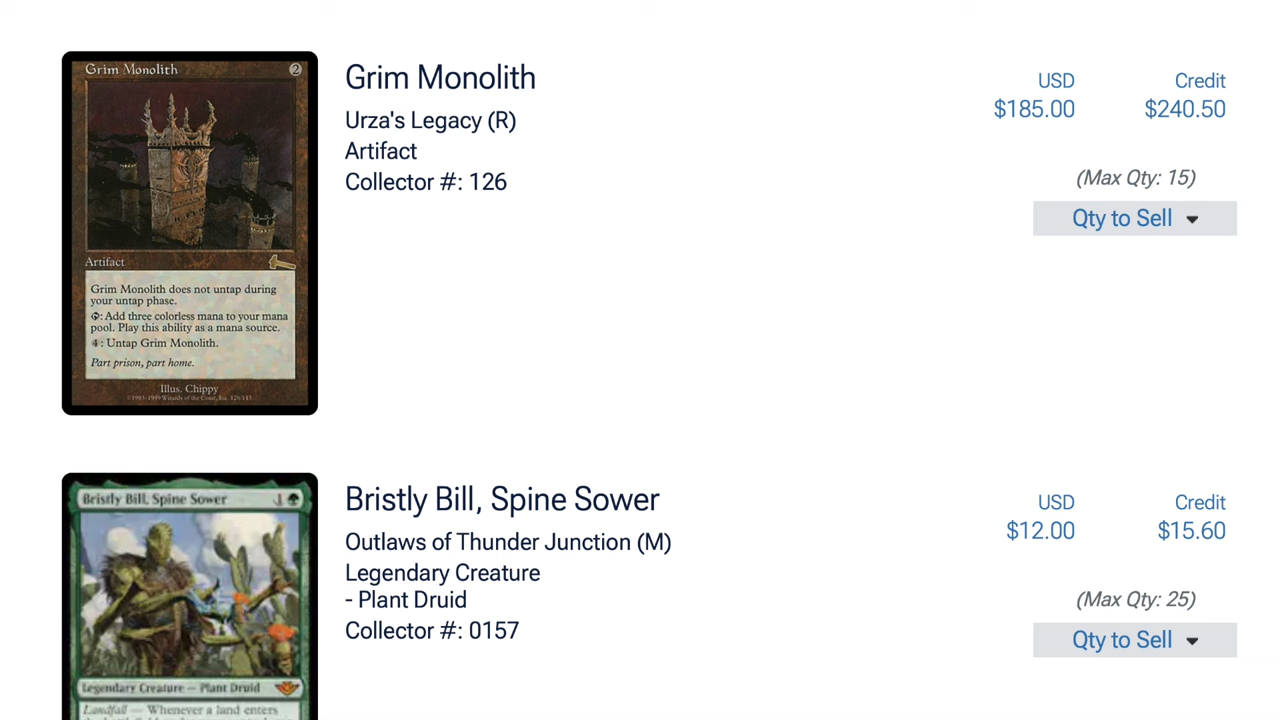 Grim Monolith 2
Artifact
Grim Monolith does not untap during
your untap phase.
: Add three colorless mana to your mana
pool. Play this ability as a mana source.
4: Untap Grim Monolith.
Part prison, part home.
Illus. Chippy
Grim Monolith
Urza's Legacy (R)
Artifact
Collector #: 126
USD Credit
$185.00 $240.50
(Max Qty: 15)
Qty to Sell
Bristly Bill, Spine Sower 1
Legendary Creature — Plant Druid
Landfall — Whenever a land enters
Bristly Bill, Spine Sower
Outlaws of Thunder Junction (M)
Legendary Creature
- Plant Druid
Collector #: 0157
USD Credit
$12.00 $15.60
(Max Qty: 25)
Qty to Sell